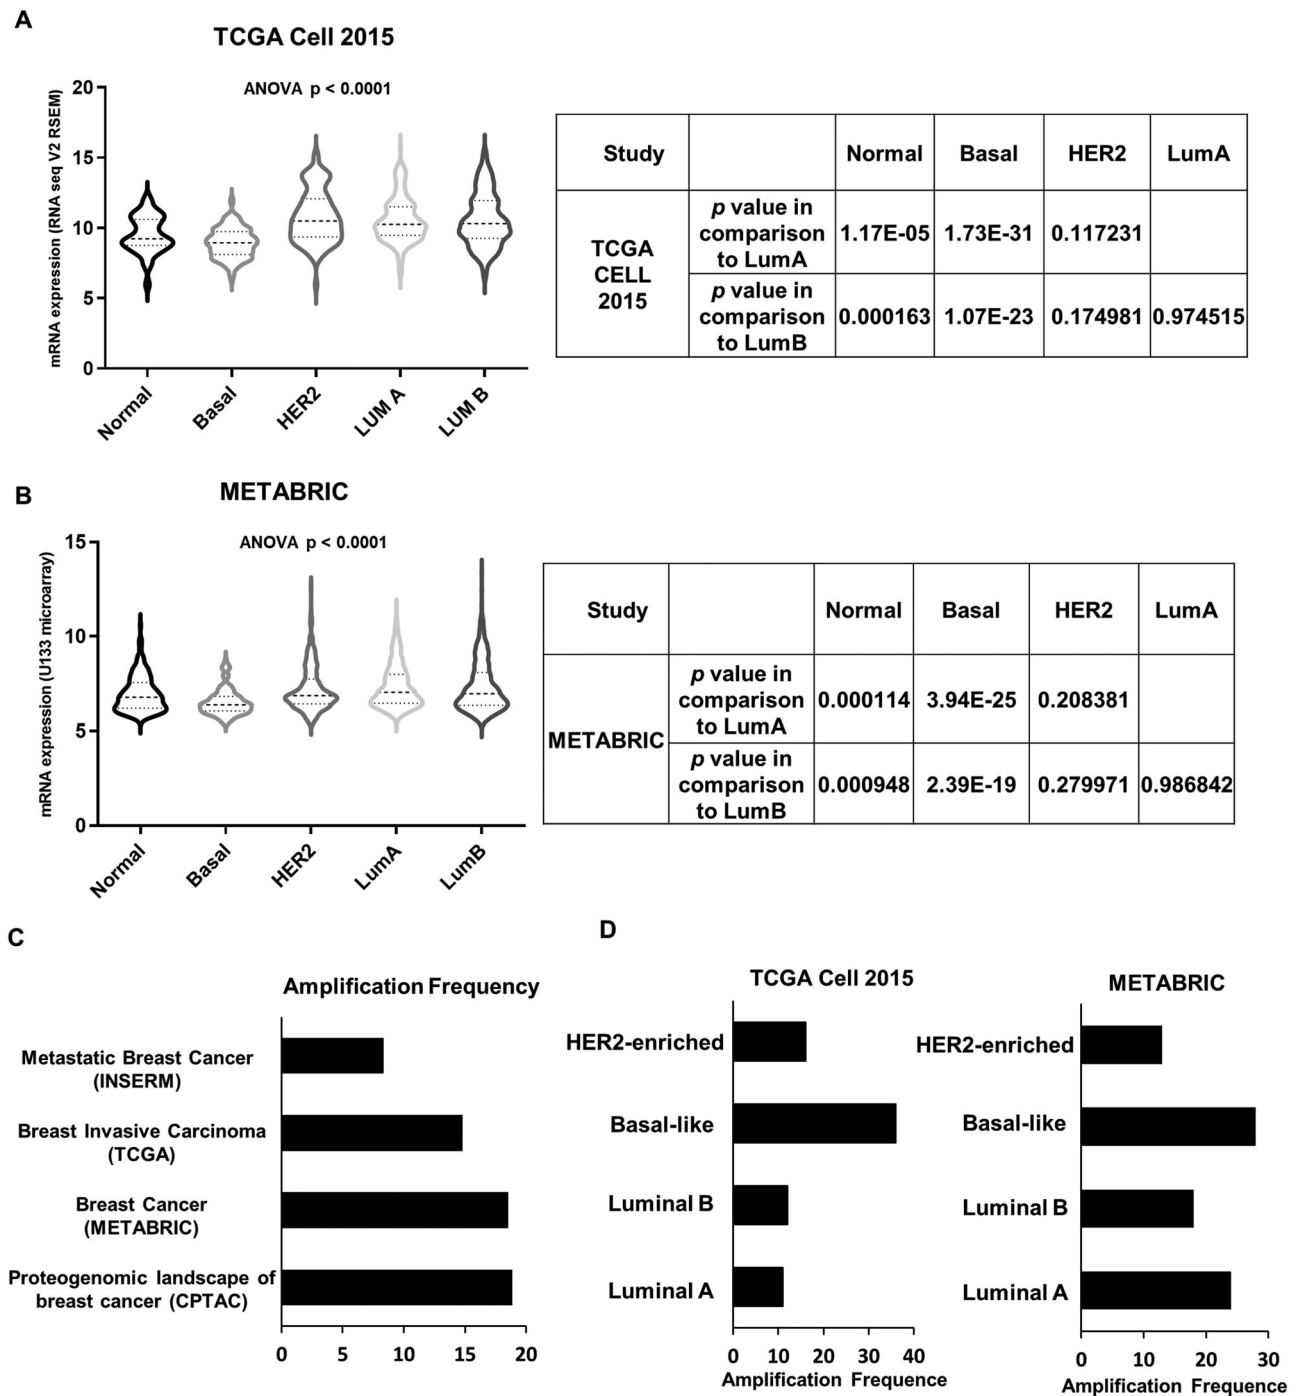 A
TCGA Cell 2015
ANOVA p < 0.0001
mRNA expression (RNA seq V2 RSEM)
20
15
10
5
0
Normal
Basal
HER2
LUM A
LUM B
Study
Normal
Basal
HER2
LumA
TCGA
CELL
2015
p value in
comparison
to LumA
1.17E-05
1.73E-31
0.117231
p value in
comparison
to LumB
0.000163
1.07E-23
0.174981
0.974515
B
METABRIC
ANOVA p < 0.0001
mRNA expression (U133 microarray)
15
10
5
0
Normal
Basal
HER2
LumA
LumB
Study
Normal
Basal
HER2
LumA
METABRIC
p value in
comparison
to LumA
0.000114
3.94E-25
0.208381
p value in
comparison
to LumB
0.000948
2.39E-19
0.279971
0.986842
C
Amplification Frequency
Metastatic Breast Cancer
(INSERM)
Breast Invasive Carcinoma
(TCGA)
Breast Cancer
(METABRIC)
Proteogenomic landscape of
breast cancer (CPTAC)
0
5
10
15
20
D
TCGA Cell 2015
HER2-enriched
Basal-like
Luminal B
Luminal A
0
10
20
30
40
Amplification Frequence
METABRIC
HER2-enriched
Basal-like
Luminal B
Luminal A
0
10
20
30
Amplification Frequence